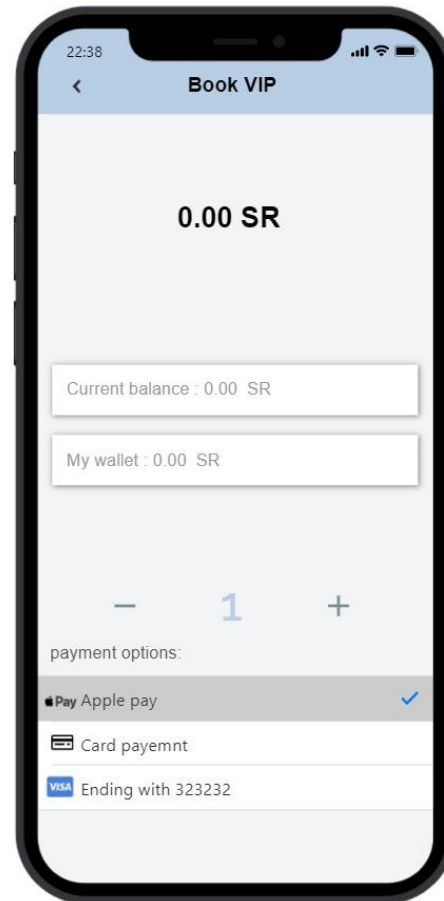 22:38
Book VIP
0.00 SR
Current balance : 0.00 SR
My wallet : 0.00 SR
− 1 +
payment options:
Pay Apple pay
Card payemnt
VISA Ending with 323232